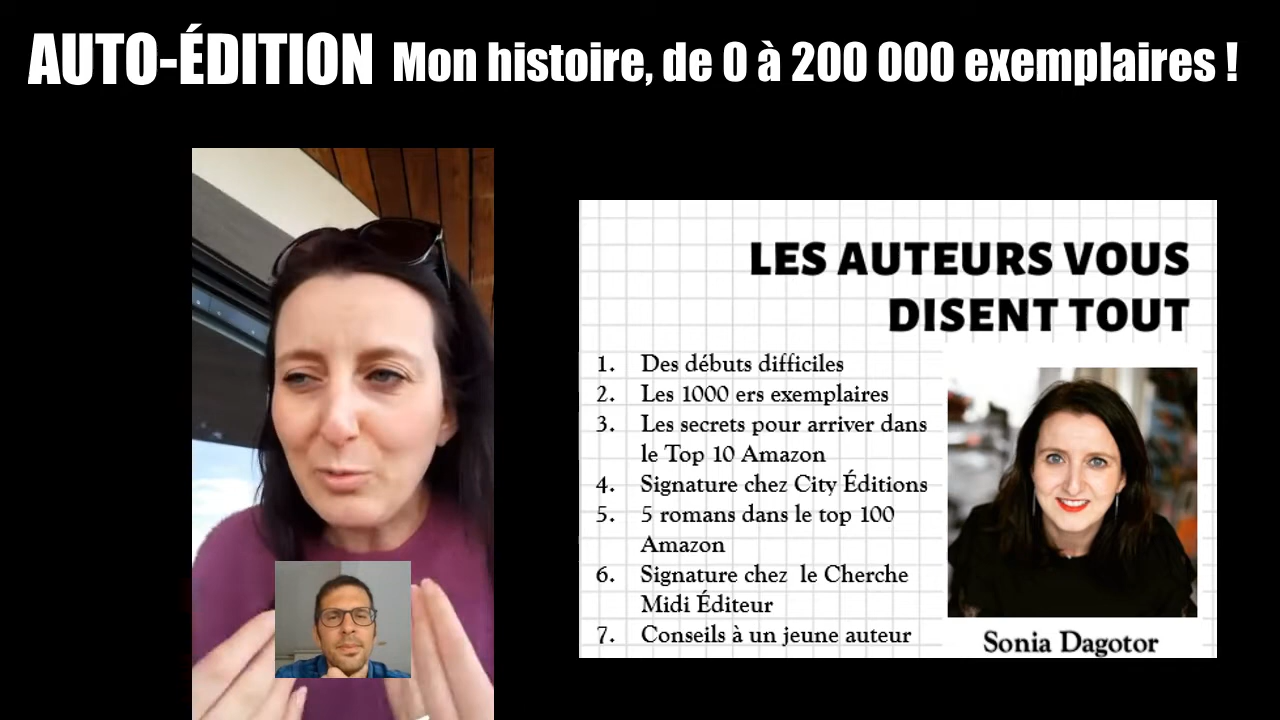 AUTO-ÉDITION Mon histoire, de 0 à 200 000 exemplaires !
LES AUTEURS VOUS
DISENT TOUT
1. Des débuts difficiles
2. Les 1000 ers exemplaires
3. Les secrets pour arriver dans
le Top 10 Amazon
4. Signature chez City Éditions
5. 5 romans dans le top 100
Amazon
6. Signature chez le Cherche
Midi Éditeur
7. Conseils à un jeune auteur
Sonia Dagotor